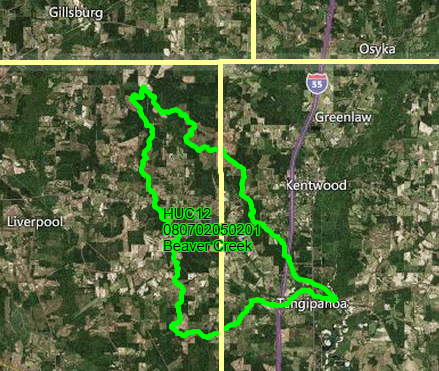 Gillsburg
Osyka
55
Greenlaw
Kentwood
HUC12
Liverpool
080702050201
Beaver Creek
Tangipahoa